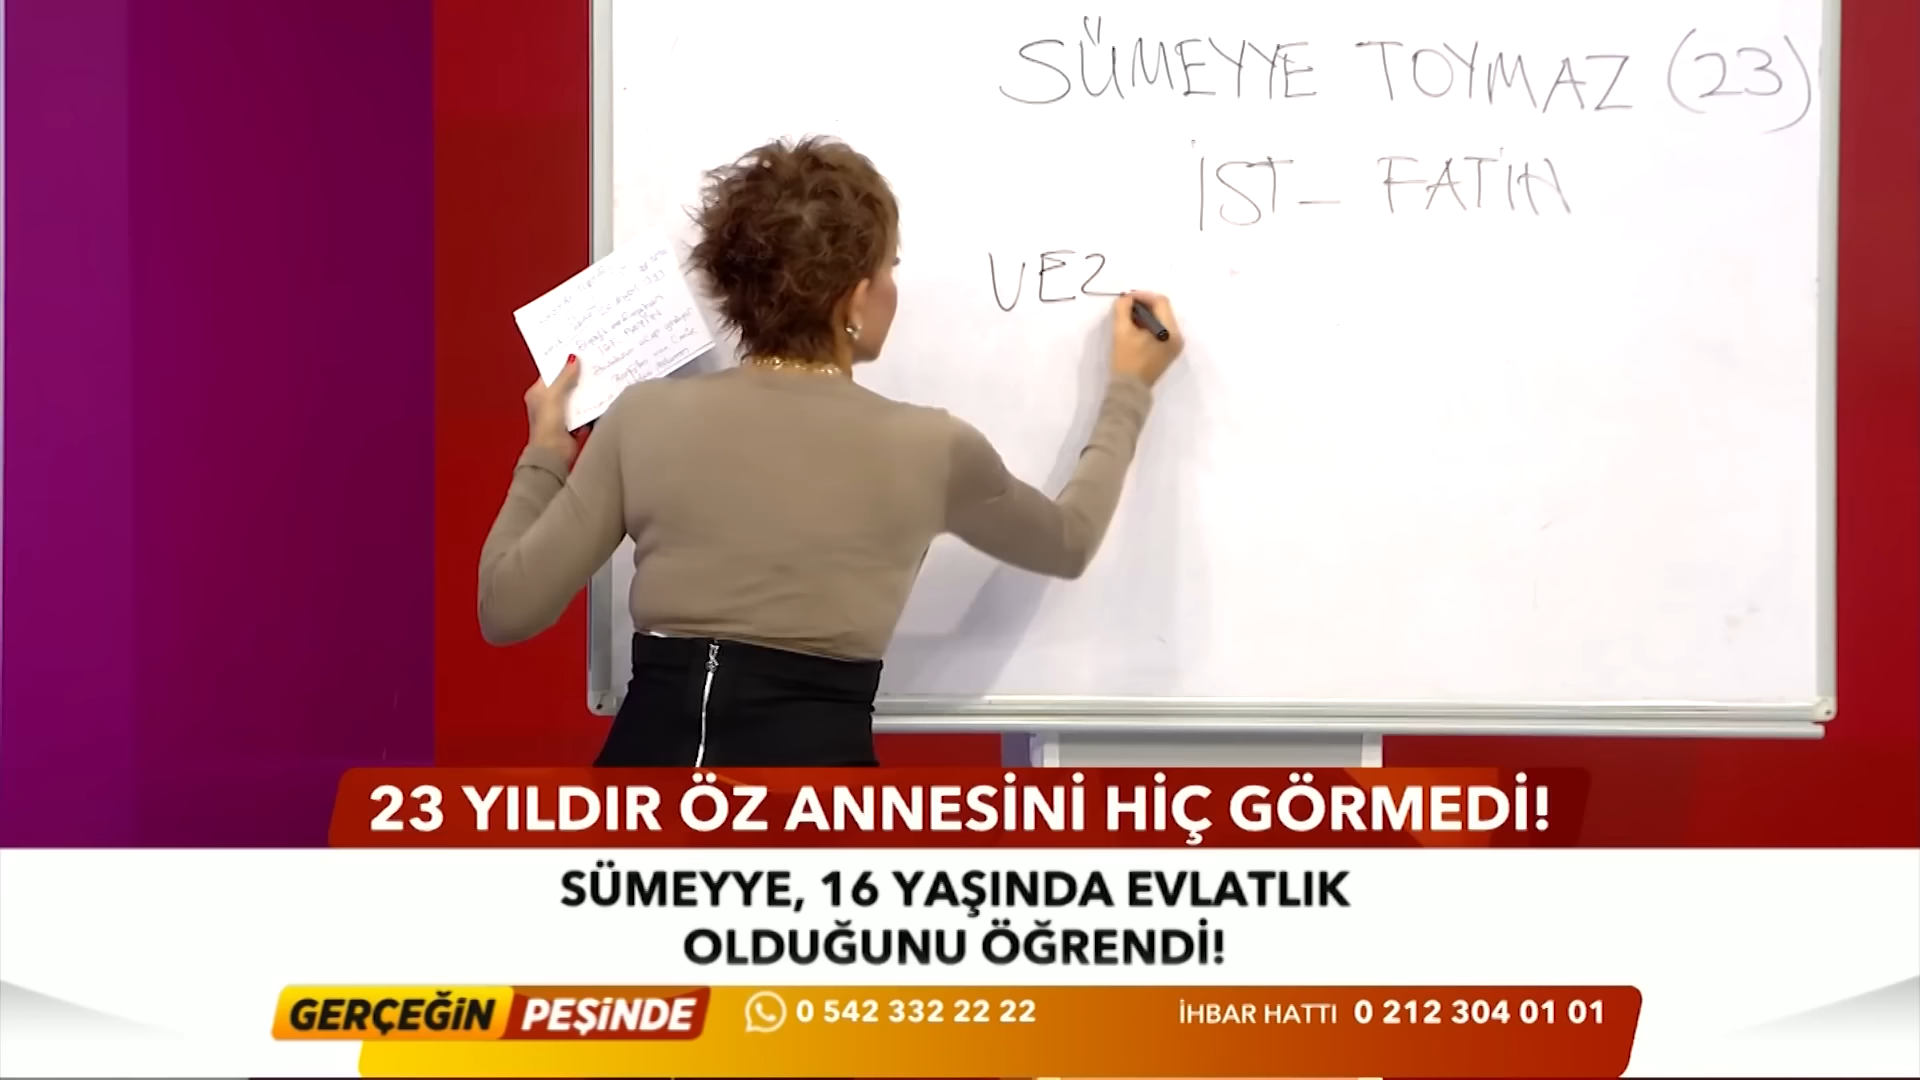 SÜMEYYE TOYMAZ (23)
İST - FATİH
VEZ
23 YILDIR ÖZ ANNESİNİ HİÇ GÖRMEDİ!
SÜMEYYE, 16 YAŞINDA EVLATLIK
OLDUĞUNU ÖĞRENDİ!
GERÇEĞİN PEŞİNDE 0 542 332 22 22 İHBAR HATTI 0 212 304 01 01